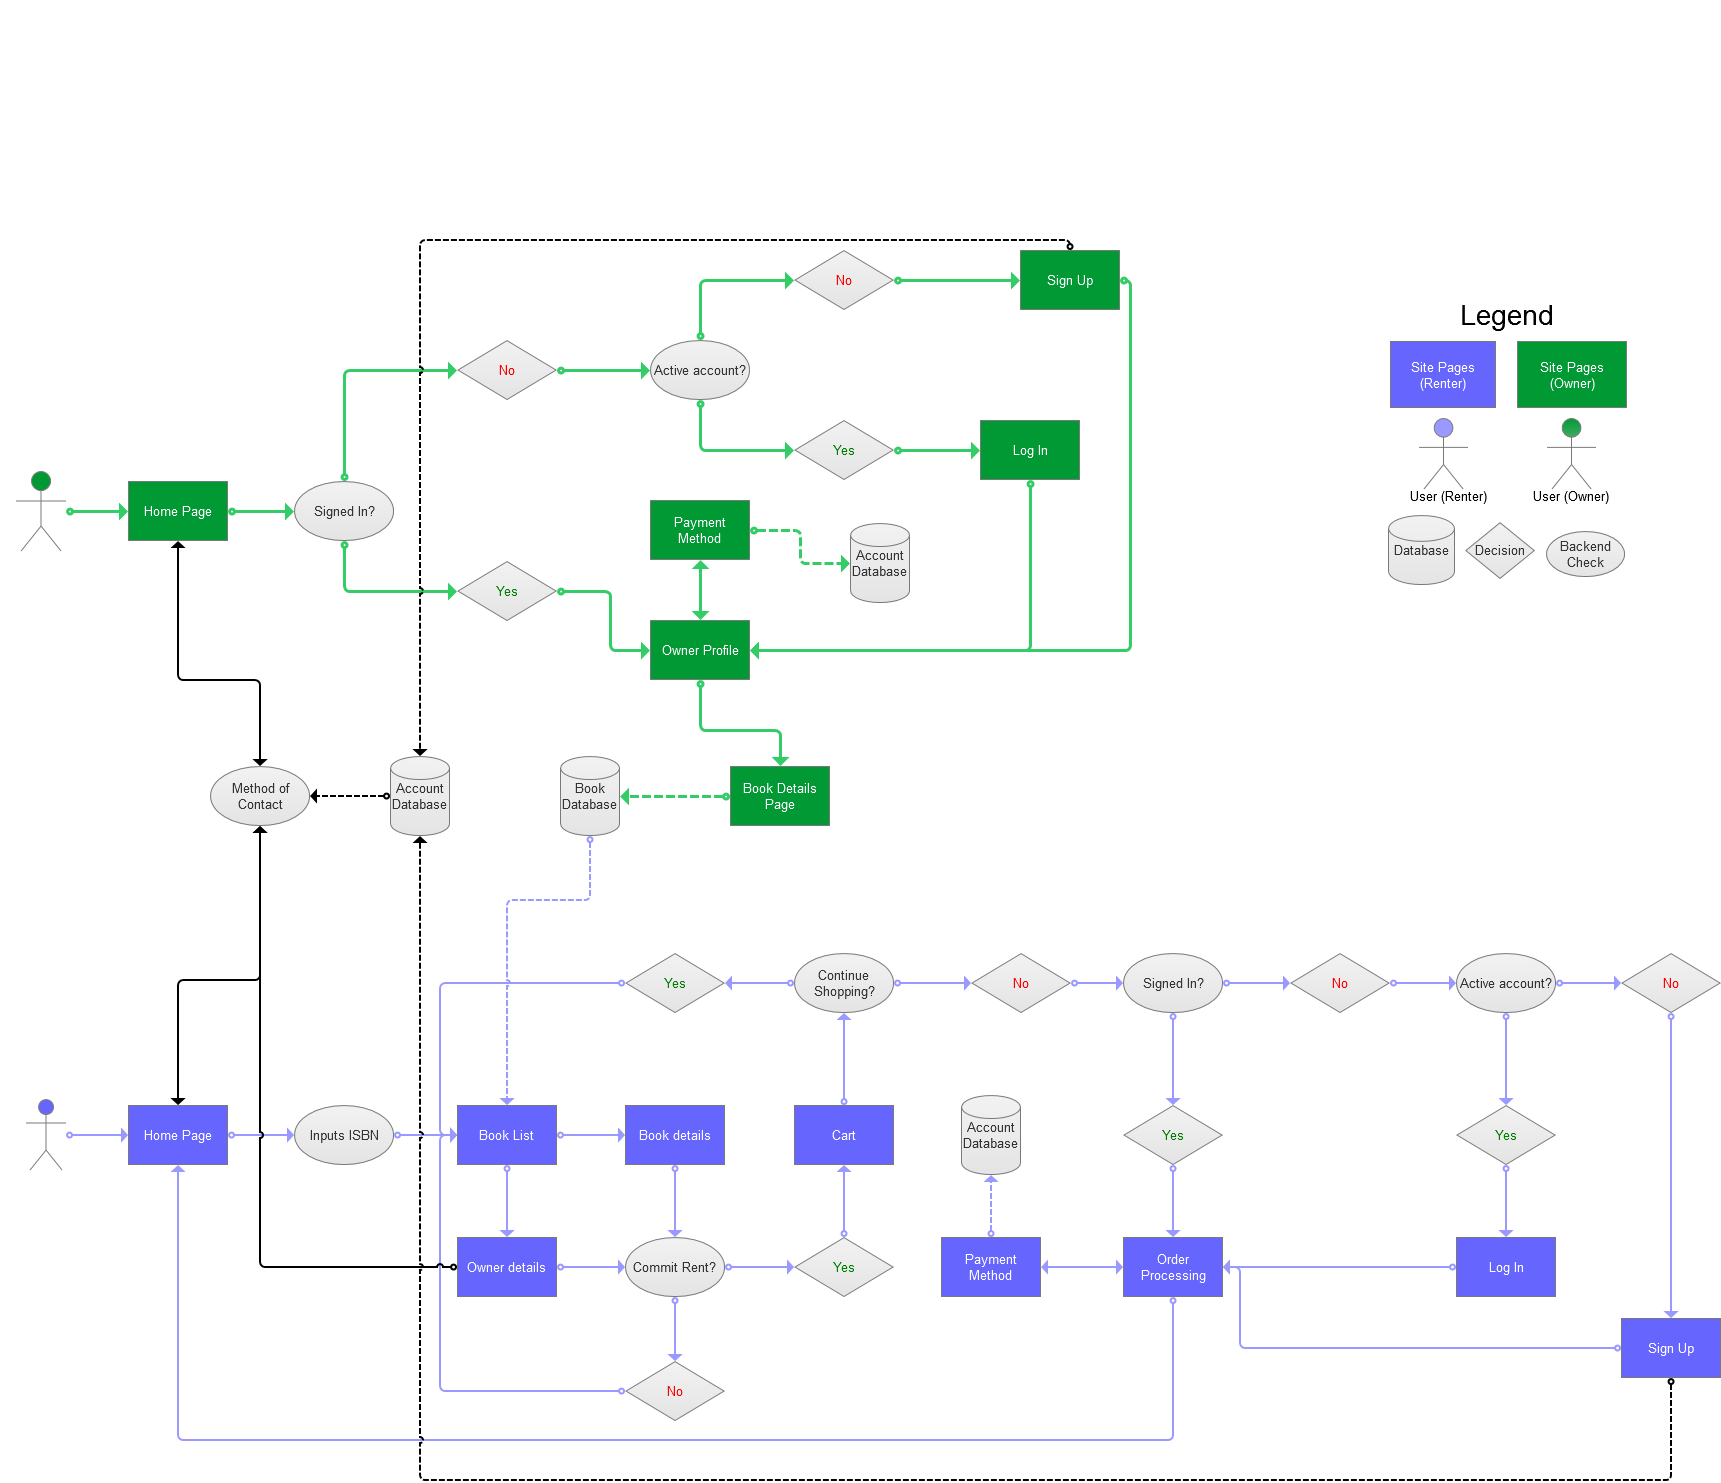 No
Sign Up
Legend
Site Pages
(Renter)
Site Pages
(Owner)
No
Active account?
Yes
Log In
User (Renter)
User (Owner)
Home Page
Signed In?
Payment
Method
Account
Database
Database
Decision
Backend
Check
Yes
Owner Profile
Method of
Contact
Account
Database
Book
Database
Book Details
Page
Yes
Continue
Shopping?
No
Signed In?
No
Active account?
No
Home Page
Inputs ISBN
Book List
Book details
Cart
Account
Database
Yes
Yes
Owner details
Commit Rent?
Yes
Payment
Method
Order
Processing
Log In
Sign Up
No